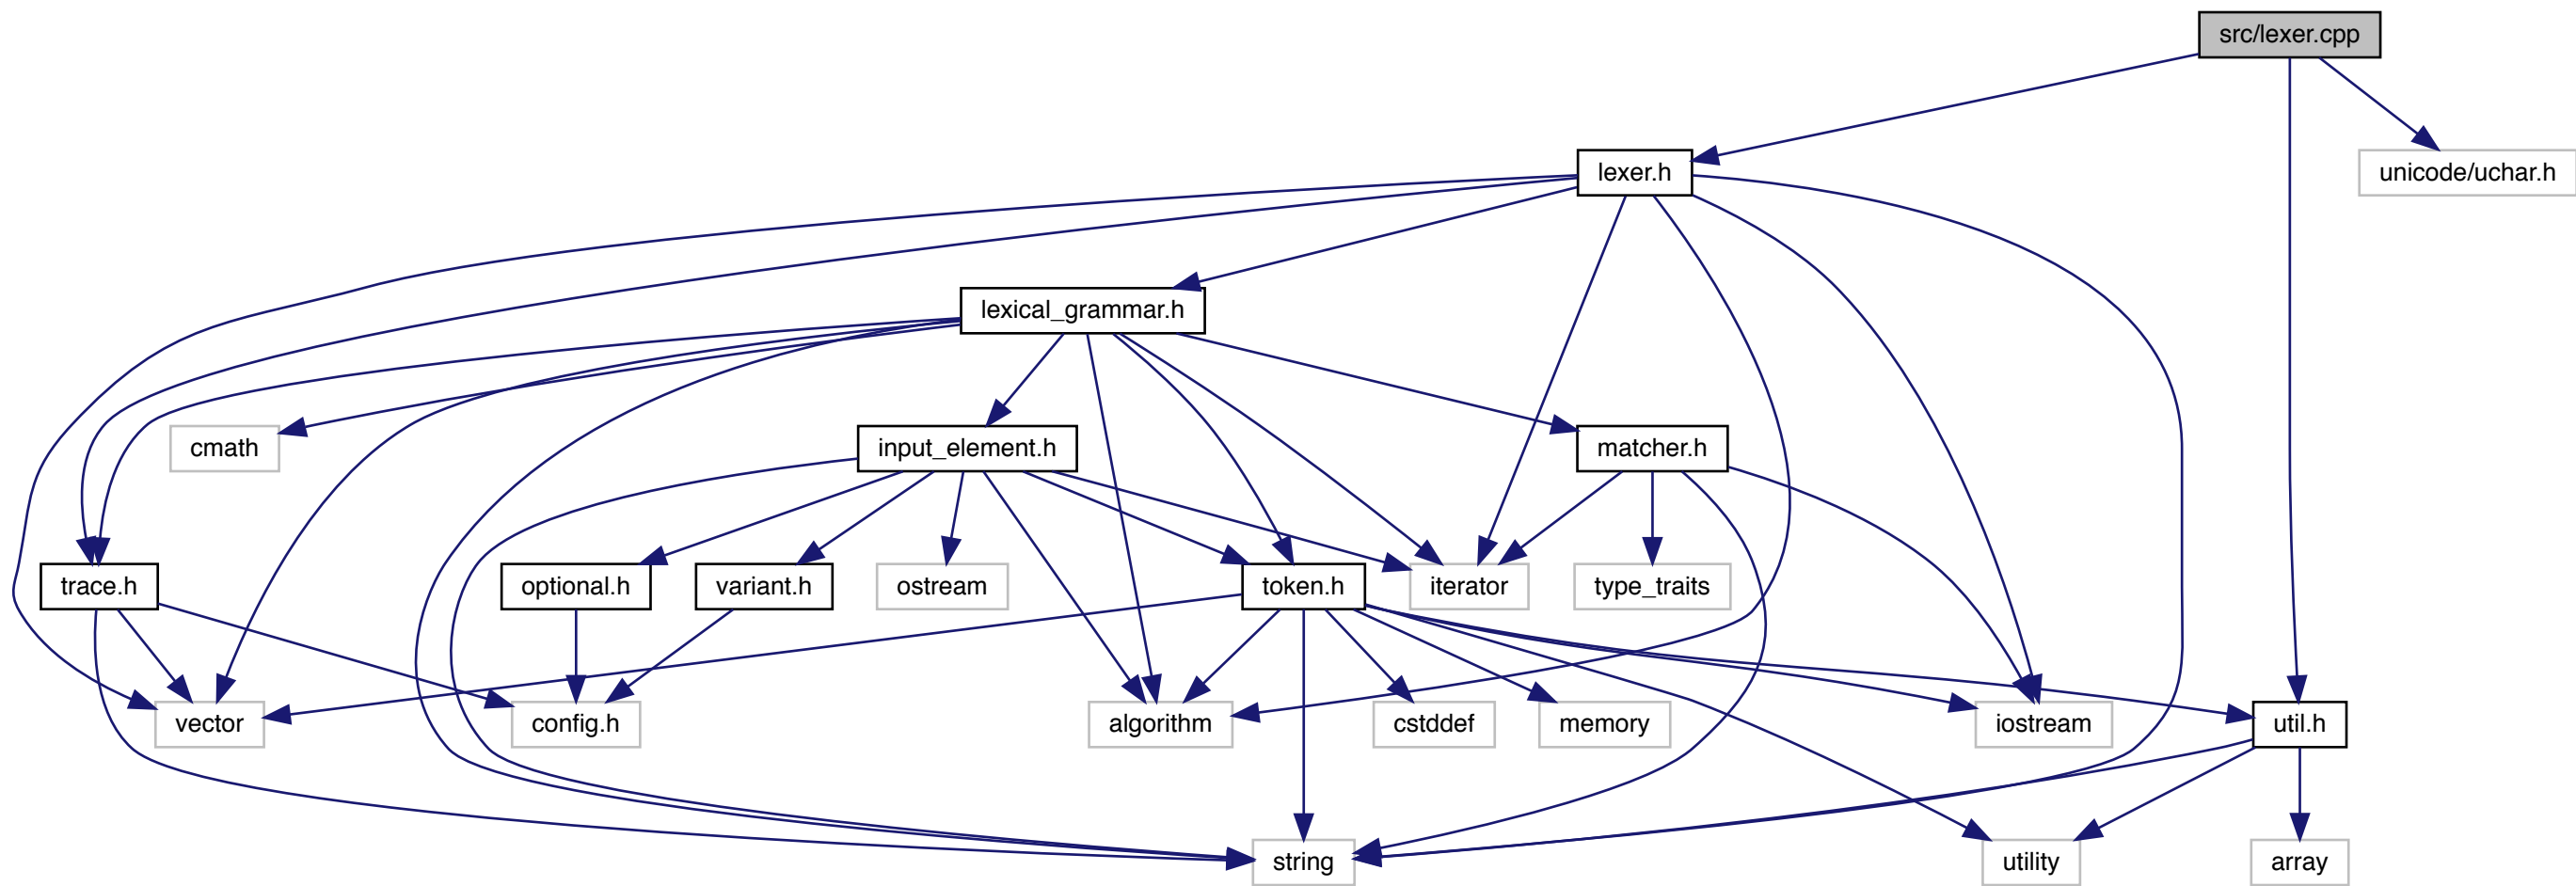 src/lexer.cpp
lexer.h
unicode/uchar.h
lexical_grammar.h
cmath
input_element.h
matcher.h
trace.h
optional.h
variant.h
ostream
token.h
iterator
type_traits
vector
config.h
algorithm
cstddef
memory
iostream
util.h
string
utility
array